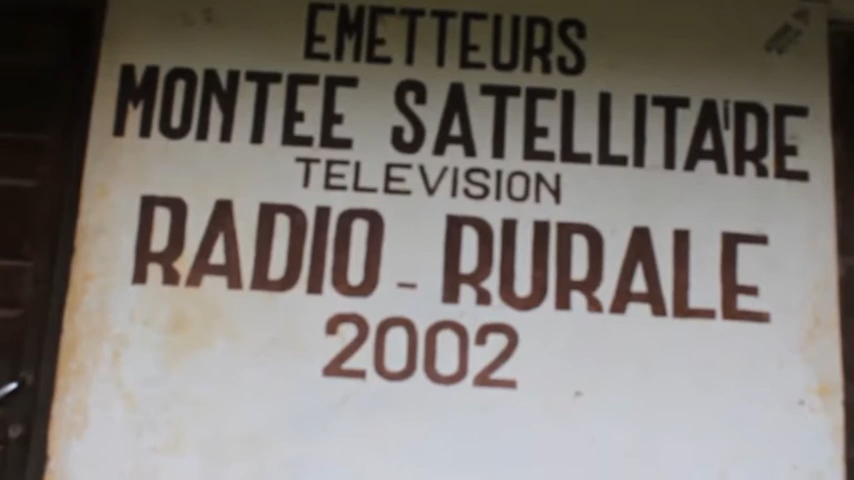 EMETTEURS
MONTEE SATELLITAIRE
TELEVISION
RADIO - RURALE
2002